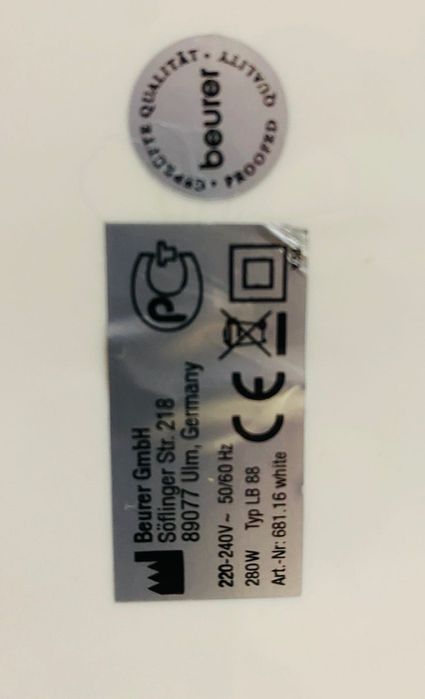 GEPRÜFTE QUALITÄT • PROOFED QUALITY •
beurer
Beurer GmbH
Söflinger Str. 218
89077 Ulm, Germany
220-240V ~ 50/60 Hz
280W Typ LB 88
Art.-Nr: 681.16 white
CE